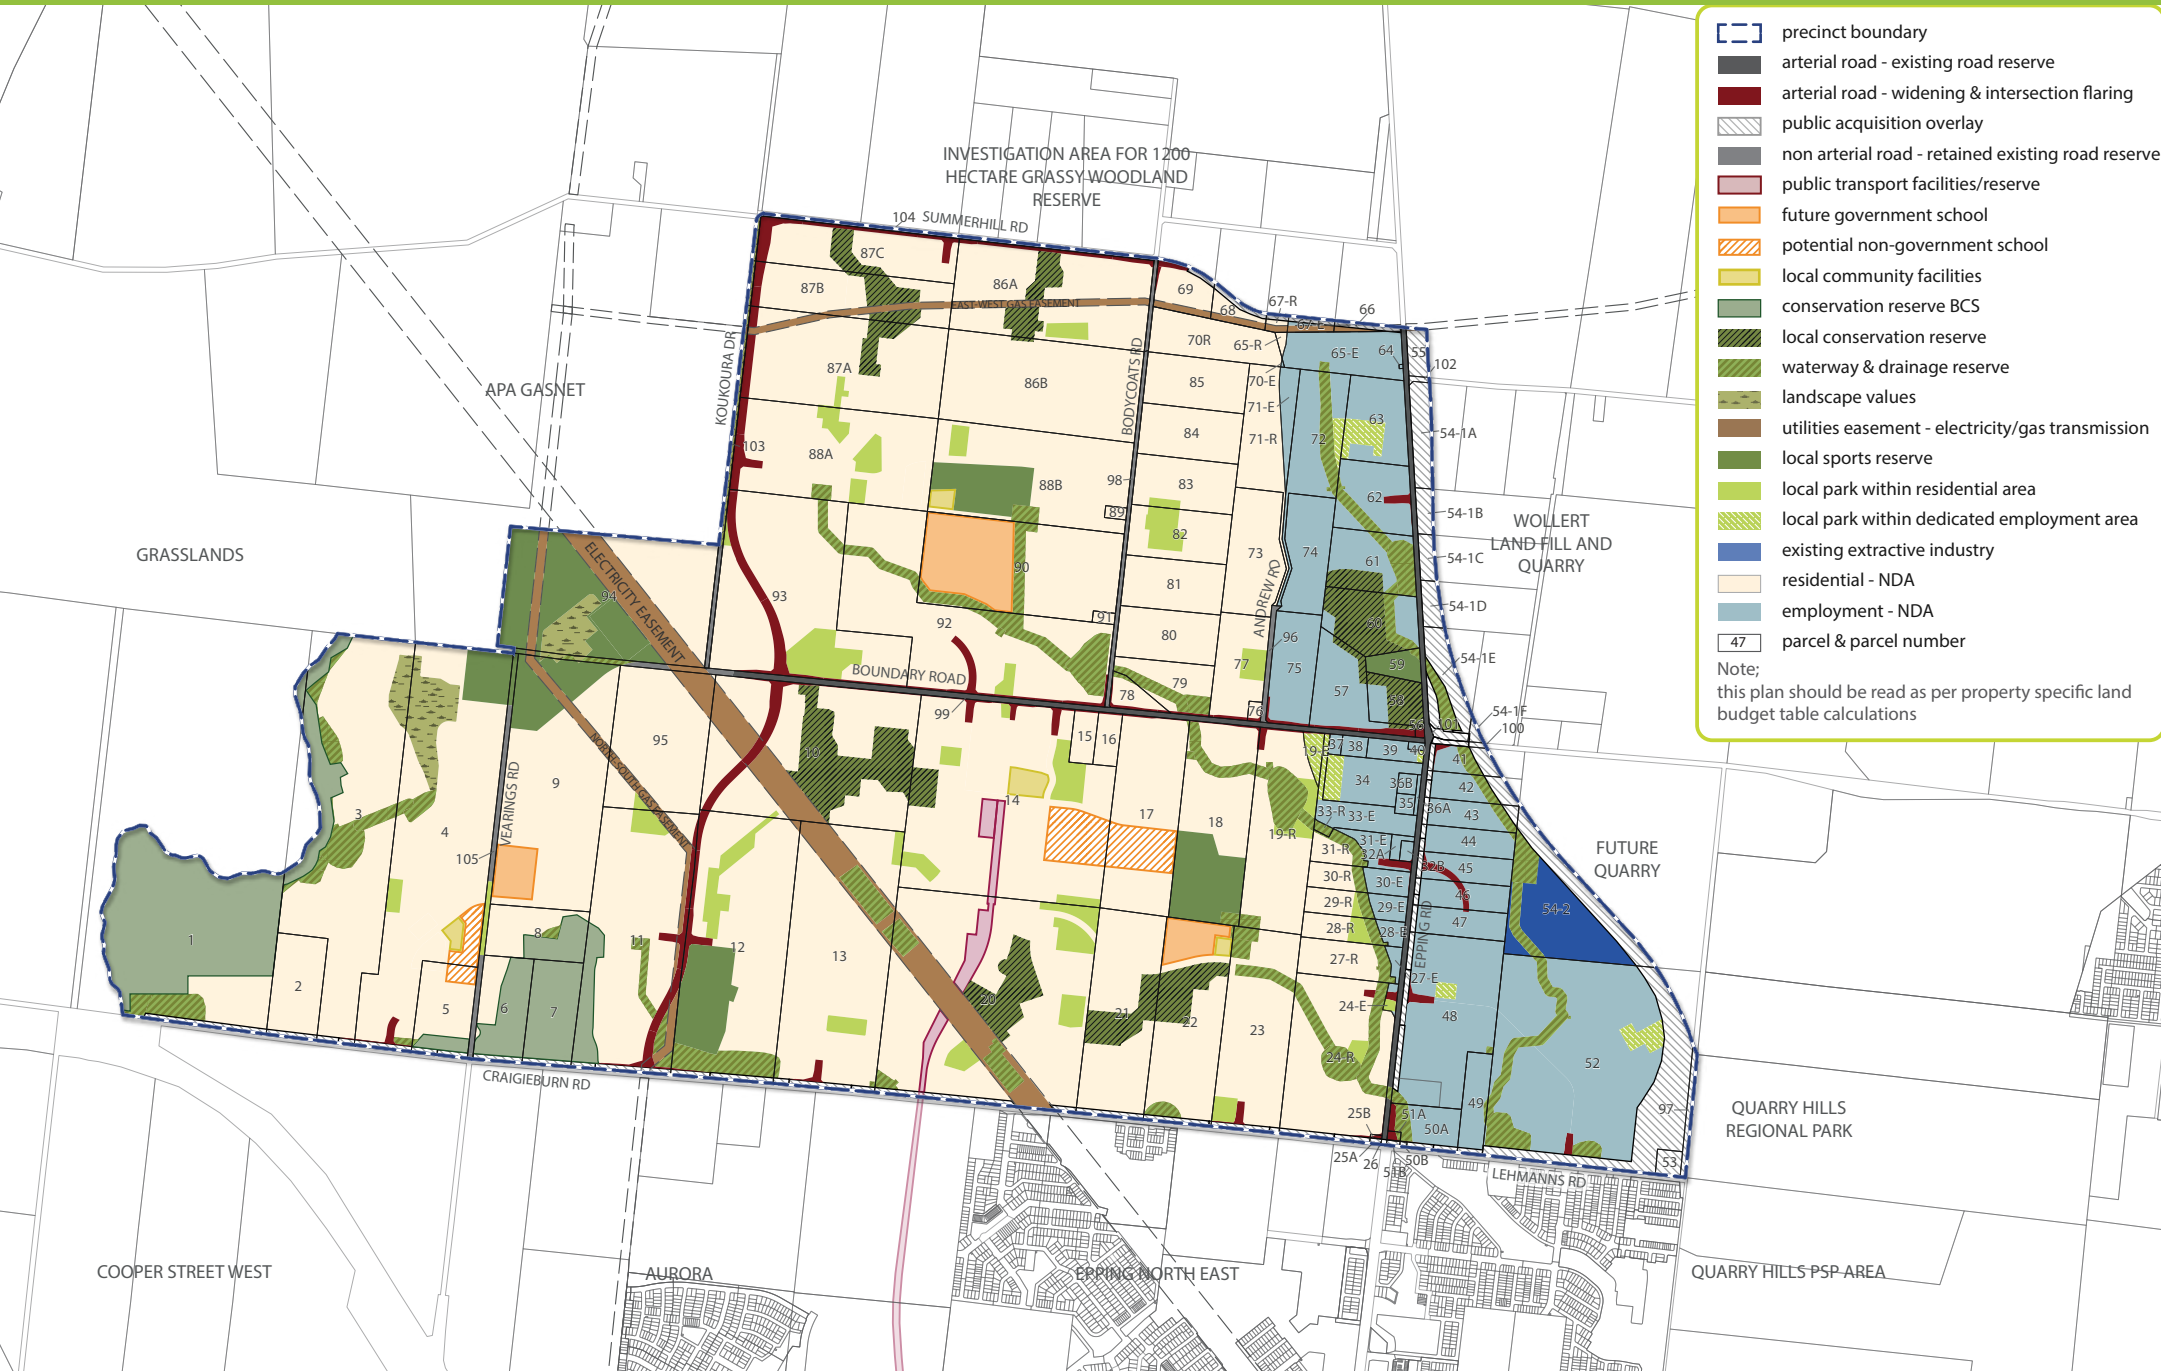 precinct boundary
arterial road - existing road reserve
arterial road - widening & intersection flaring
public acquisition overlay
non arterial road - retained existing road reserve
public transport facilities/reserve
future government school
potential non-government school
local community facilities
conservation reserve BCS
local conservation reserve
waterway & drainage reserve
landscape values
utilities easement - electricity/gas transmission
local sports reserve
local park within residential area
local park within dedicated employment area
existing extractive industry
residential - NDA
employment - NDA
47 parcel & parcel number
Note;
this plan should be read as per property specific land
budget table calculations
INVESTIGATION AREA FOR 1200
HECTARE GRASSY WOODLAND
RESERVE
104 SUMMERHILL RD
87C
86A
87B
EAST-WEST GAS EASEMENT
69
68
67-R
67-E
66
70R
65-R
65-E
64
55
102
KOUKOURA DR
APA GASNET
87A
86B
BODYCOATS RD
85
70-E
71-E
63
84
71-R
72
54-1A
103
88A
88B
98
83
62
89
54-1B
WOLLERT
LAND FILL AND
QUARRY
82
GRASSLANDS
ELECTRICITY EASEMENT
73
74
61
54-1C
90
81
94
93
ANDREW RD
54-1D
91
92
60
80
96
54-1E
59
77
75
BOUNDARY ROAD
79
57
78
58
99
76
56
101
54-1F
100
95
NORTH SOUTH GAS EASEMENT
10
15
16
19-E
37
38
39
40
41
VEARINGS RD
9
34
36B
42
14
35
36A
43
3
4
17
18
19-R
33-R
33-E
44
105
31-E
31-R
32A
32B
45
FUTURE
QUARRY
30-R
30-E
46
29-R
29-E
47
54-2
1
8
11
12
13
28-R
28-E
EPPING RD
27-R
27-E
2
5
6
7
20
21
22
23
24-E
48
24-R
52
CRAIGIEBURN RD
25B
51A
49
50A
97
QUARRY HILLS
REGIONAL PARK
25A
26
51B
50B
53
LEHMANNS RD
COOPER STREET WEST
AURORA
EPPING NORTH EAST
QUARRY HILLS PSP AREA